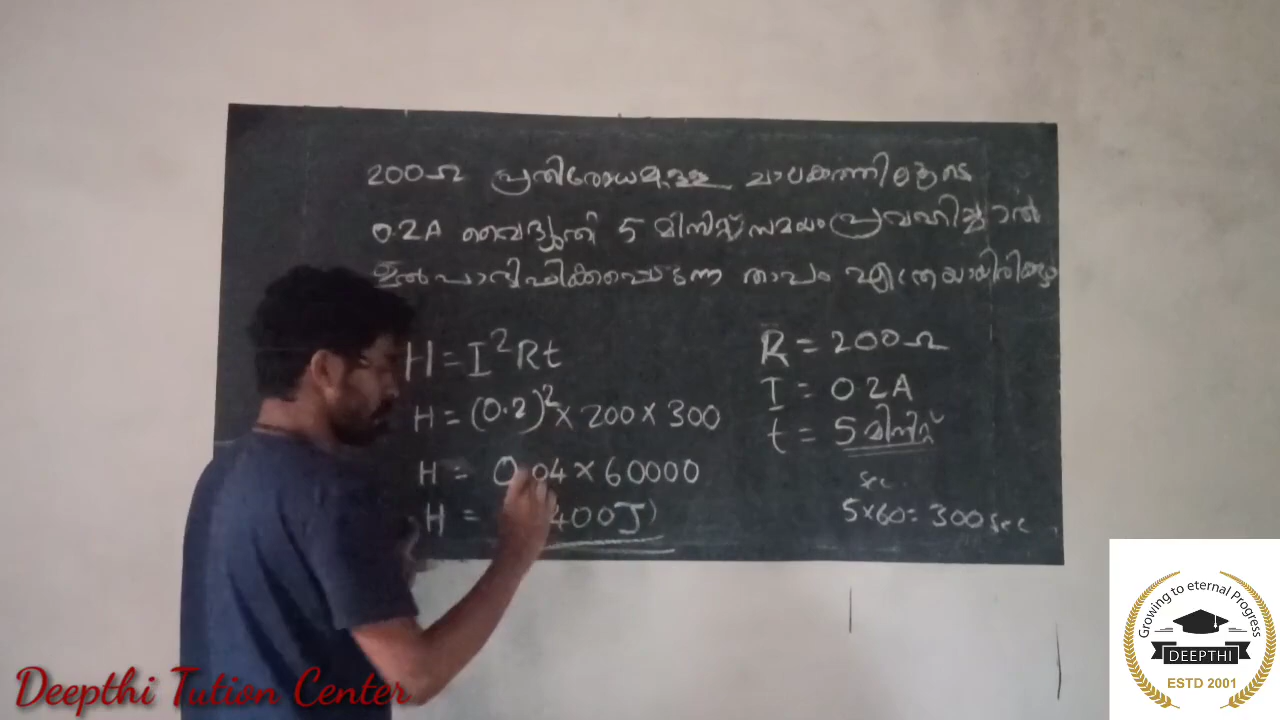 200Ω പ്രതിരോധമുള്ള ചാലകത്തിലൂടെ
0.2A വൈദ്യുതി 5 മിനിറ്റ് സമയം പ്രവഹിച്ചാൽ
ഉൽപാദിപ്പിക്കപ്പെടുന്ന താപം എത്രയായിരിക്കും
H = I²Rt
H = (0.2)² × 200 × 300
H = 0.04 × 60000
H = 400J
R = 200Ω
I = 0.2A
t = 5 മിനിറ്റ്
sec.
5×60= 300 sec
Deepthi Tution Center
Growing to eternal Progress
DEEPTHI
ESTD 2001